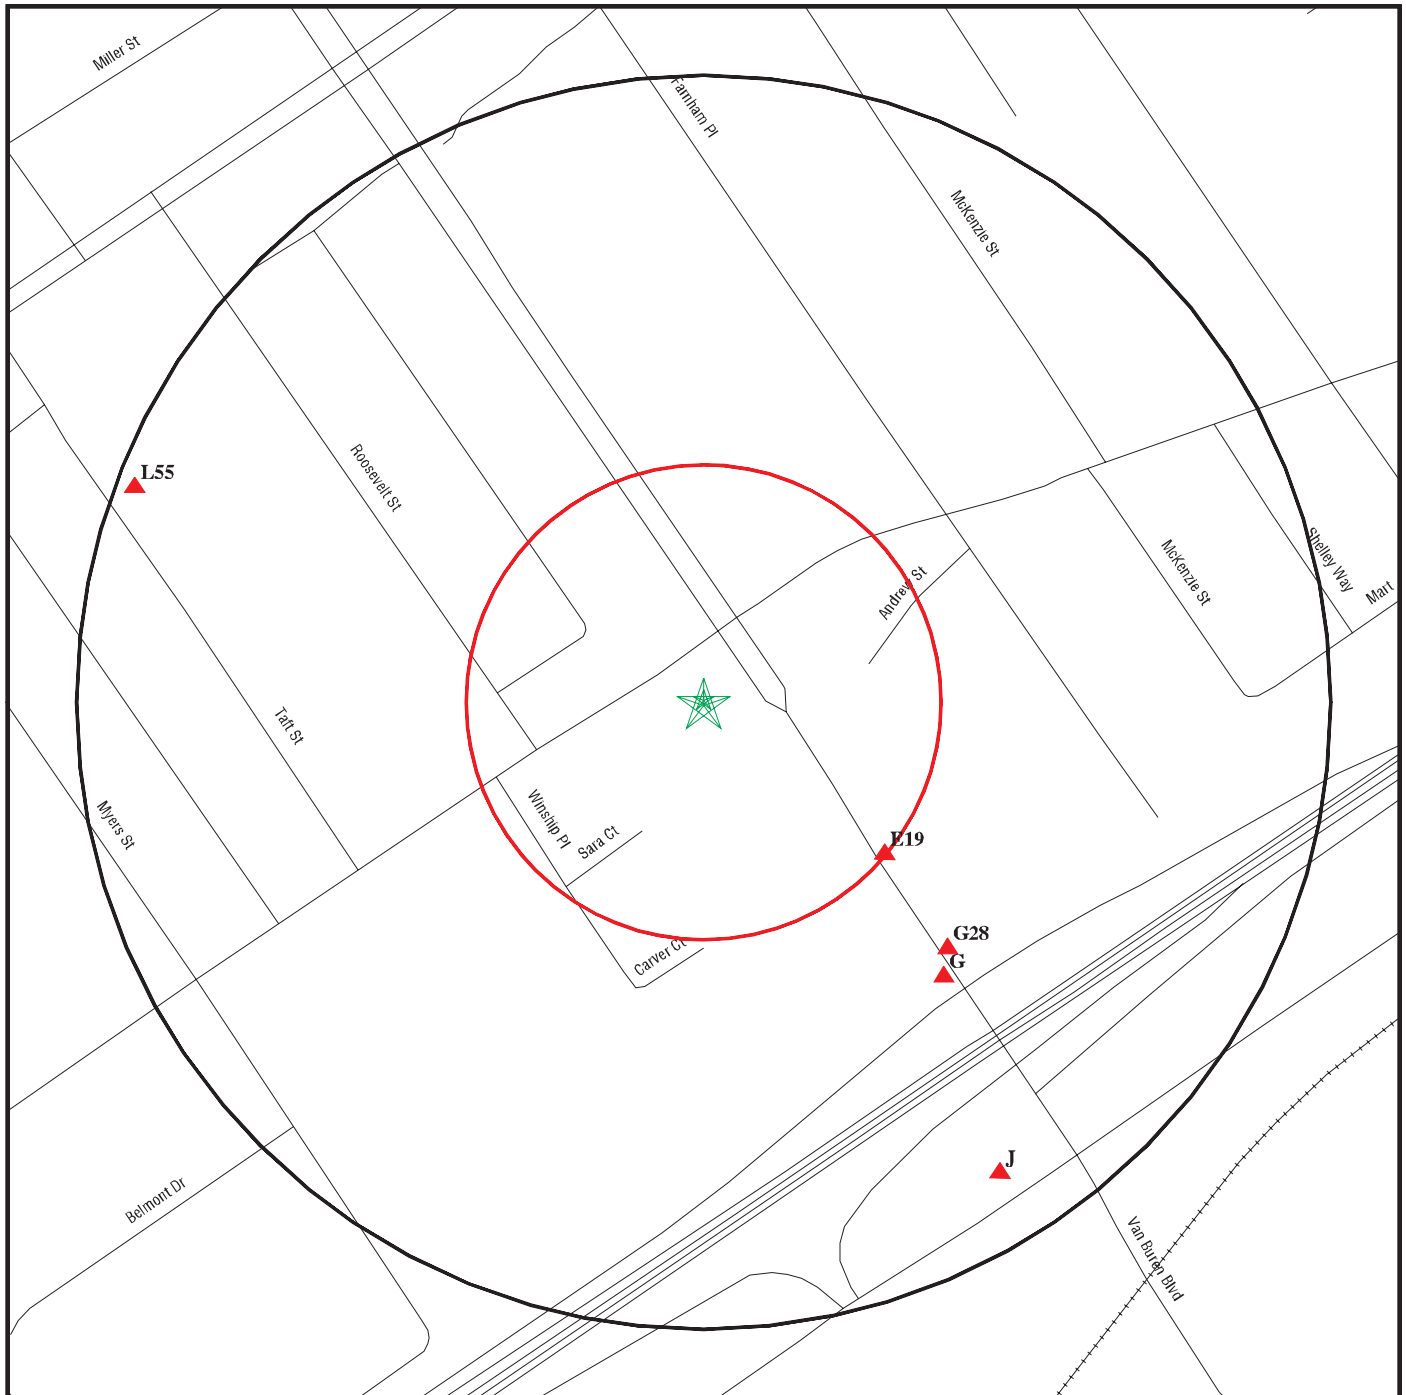 Miller St
Farnham Pl
McKenzie St
L55
Roosevelt St
Andrew St
McKenzie St
Shelley Way
Mart
Taft St
Myers St
Winship Pl
Sara Ct
E19
G28
G
Carver Ct
J
Belmont Dr
Van Buren Blvd